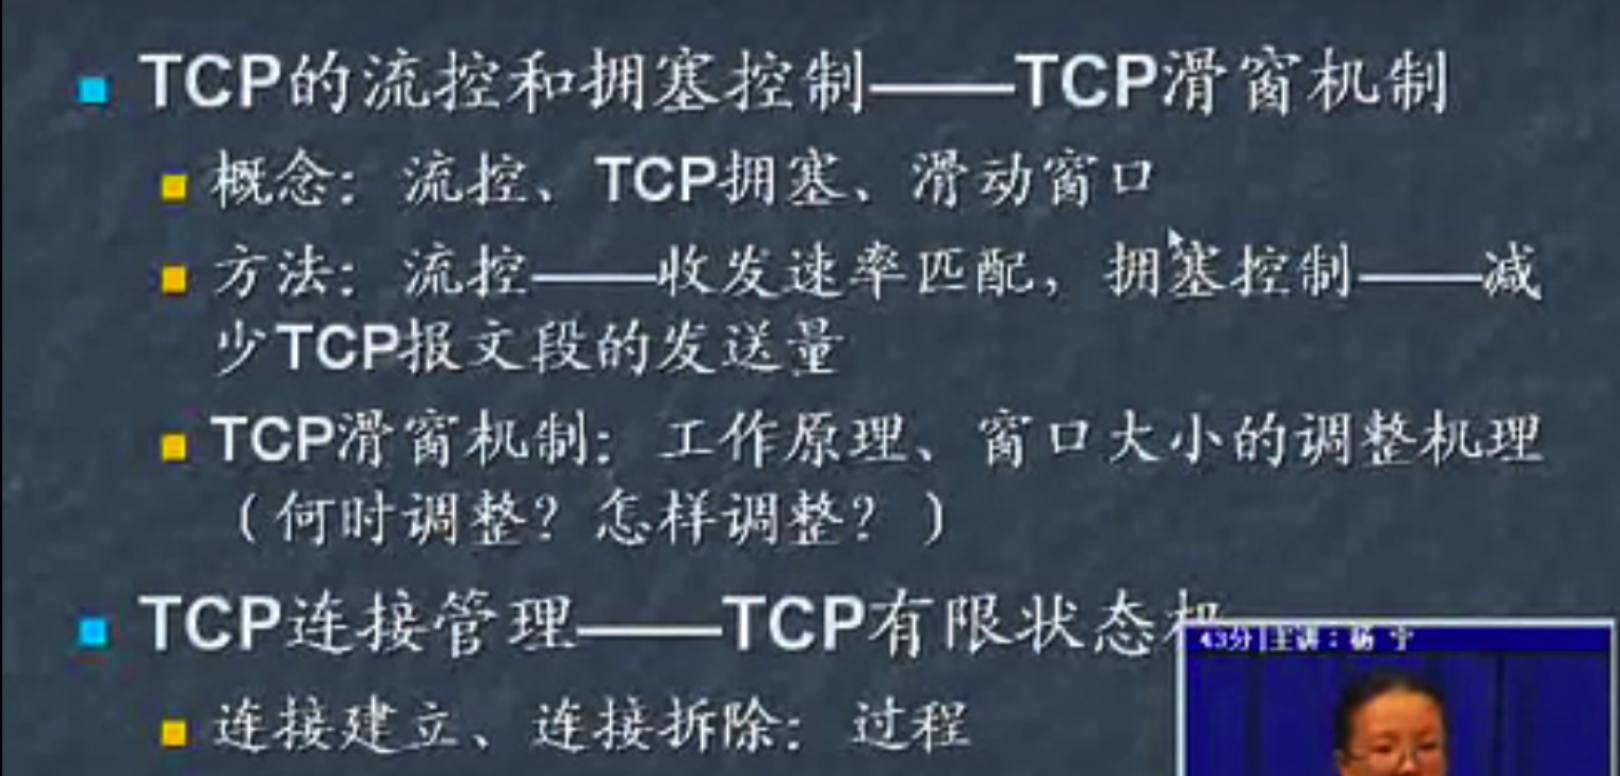 TCP的流控和拥塞控制——TCP滑窗机制
概念：流控、TCP拥塞、滑动窗口
方法：流控——收发速率匹配，拥塞控制——减
少TCP报文段的发送量
TCP滑窗机制：工作原理、窗口大小的调整机理
（何时调整？怎样调整？）
TCP连接管理——TCP有限状态机
43分|主讲：杨 宁
连接建立、连接拆除：过程